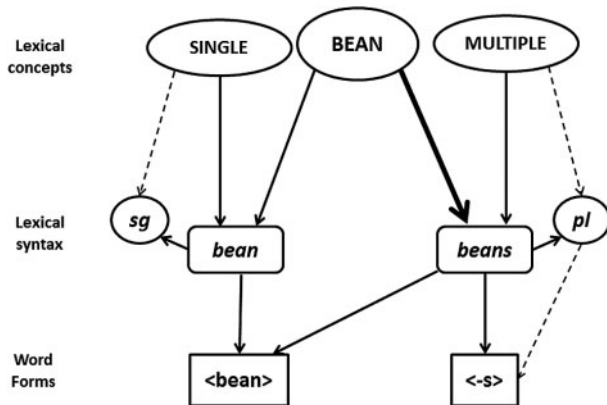 Lexical
concepts
SINGLE
BEAN
MULTIPLE
Lexical
syntax
sg
bean
beans
pl
Word
Forms
<bean>
<-s>